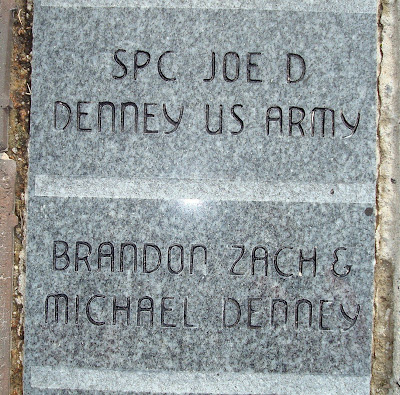 SPC JOE D
DENNEY US ARMY
BRANDON ZACH &
MICHAEL DENNEY